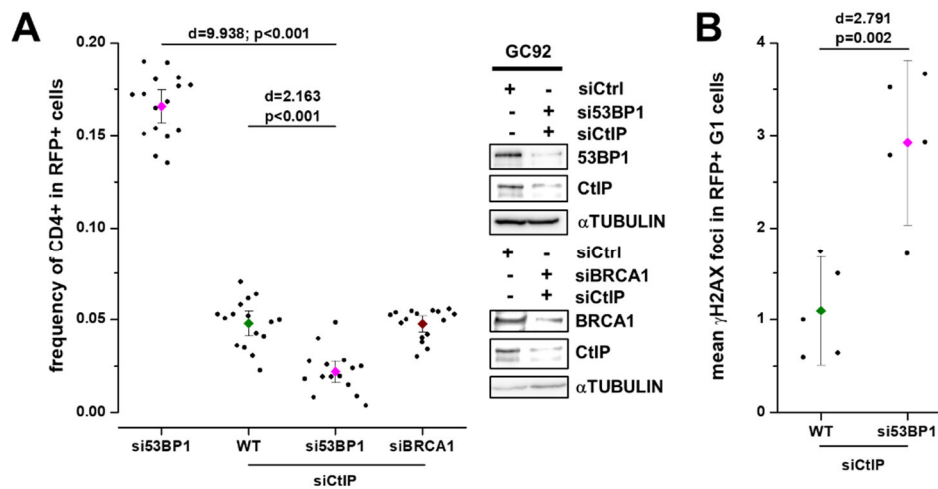 A
frequency of CD4+ in RFP+ cells
0.20
0.15
0.10
0.05
0.00
d=9.938; p<0.001
d=2.163
p<0.001
si53BP1 WT si53BP1 siBRCA1
siCtIP
GC92
+ - siCtrl
- + si53BP1
- + siCtIP
53BP1
CtIP
αTUBULIN
+ - siCtrl
- + siBRCA1
- + siCtIP
BRCA1
CtIP
αTUBULIN
B
mean γH2AX foci in RFP+ G1 cells
4
3
2
1
0
d=2.791
p=0.002
WT si53BP1
siCtIP